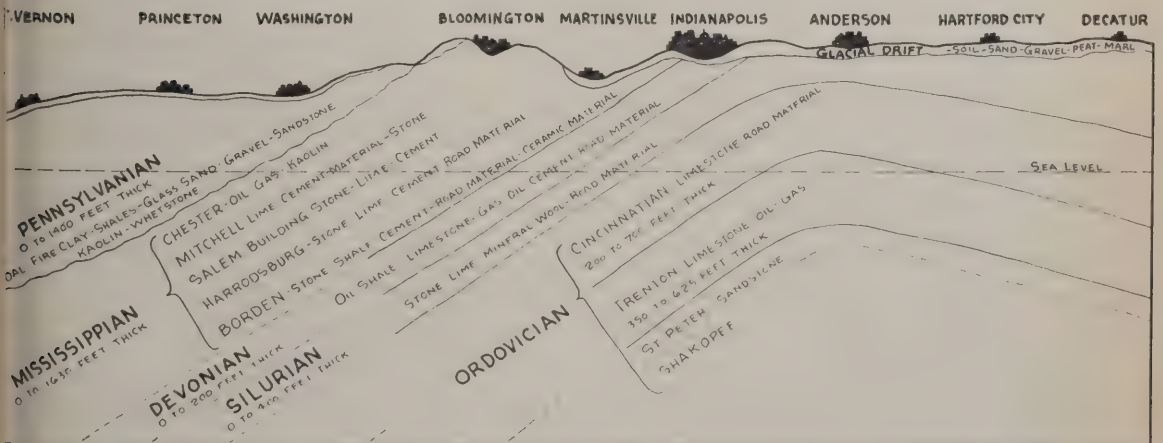 VERNON PRINCETON WASHINGTON BLOOMINGTON MARTINSVILLE INDIANAPOLIS ANDERSON HARTFORD CITY DECATUR
GLACIAL DRIFT -SOIL-SAND-GRAVEL-PEAT-MARL
SEA LEVEL
PENNSYLVANIAN
0 TO 1400 FEET THICK
OAL FIRE CLAY-SHALES-GLASS SAND-GRAVEL-SANDSTONE
KAOLIN-WHETSTONE
MISSISSIPPIAN
0 TO 1635 FEET THICK
CHESTER-OIL GAS KAOLIN
MITCHELL LIME CEMENT-MATERIAL-STONE
SALEM BUILDING STONE-LIME-CEMENT
HARRODSBURG-STONE LIME CEMENT ROAD MATERIAL
BORDEN-STONE SHALE CEMENT-ROAD MATERIAL-CERAMIC MATERIAL
DEVONIAN
0 TO 200 FEET THICK
OIL SHALE LIMESTONE-GAS OIL CEMENT ROAD MATERIAL
SILURIAN
0 TO FEET THICK
STONE LIME MINERAL WOOL-ROAD MATERIAL
ORDOVICIAN
CINCINNATIAN LIMESTONE ROAD MATERIAL
200 TO 700 FEET THICK
TRENTON LIMESTONE OIL-GAS
350 TO 625 FEET THICK
ST PETER SANDSTONE
SHAKOPEE